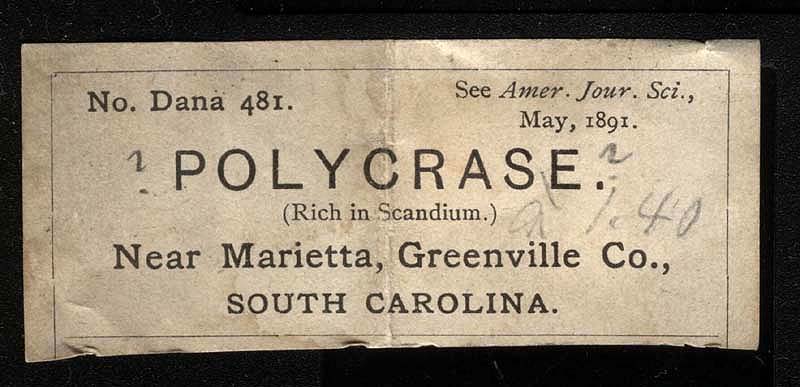 No. Dana 481.
See Amer. Jour. Sci.,
May, 1891.
? POLYCRASE. ?
(Rich in Scandium.)
1.40
Near Marietta, Greenville Co.,
SOUTH CAROLINA.